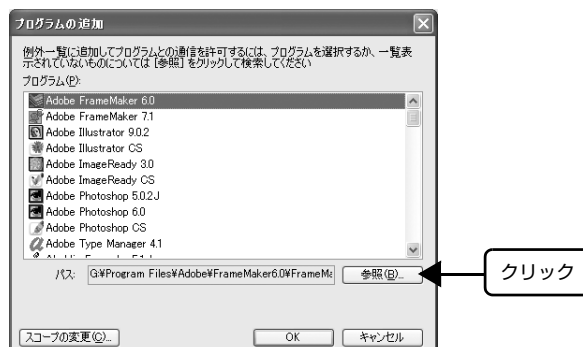 プログラムの追加
例外一覧に追加してプログラムとの通信を許可するには、プログラムを選択するか、一覧表
示されていないものについては [参照] をクリックして検索してください
プログラム(P):
Adobe FrameMaker 6.0
Adobe FrameMaker 7.1
Adobe Illustrator 9.0.2
Adobe Illustrator CS
Adobe ImageReady 3.0
Adobe ImageReady CS
Adobe Photoshop 5.0.2J
Adobe Photoshop 6.0
Adobe Photoshop CS
Adobe Type Manager 4.1
パス: G:¥Program Files¥Adobe¥FrameMaker6.0¥FrameMa 参照(B)...
クリック
スコープの変更(C)... OK キャンセル